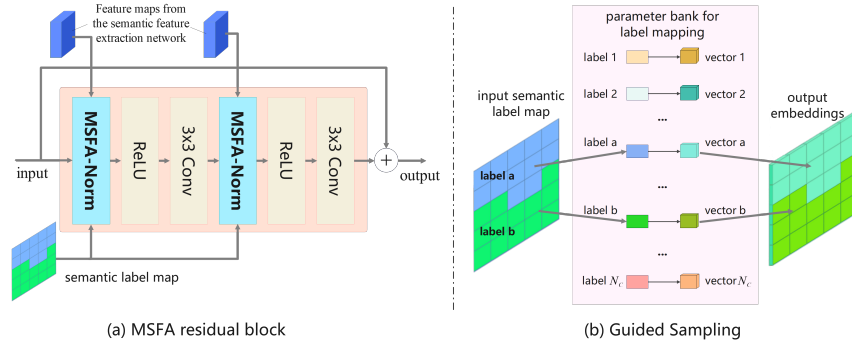 Feature maps from
the semantic feature
extraction network
MSFA-Norm
ReLU
3x3 Conv
MSFA-Norm
ReLU
3x3 Conv
+
input
output
semantic label map
(a) MSFA residual block
parameter bank for
label mapping
label 1
vector 1
label 2
vector 2
...
input semantic
label map
output
embeddings
label a
label a
vector a
...
label b
label b
vector b
...
label N_C
vector N_C
(b) Guided Sampling